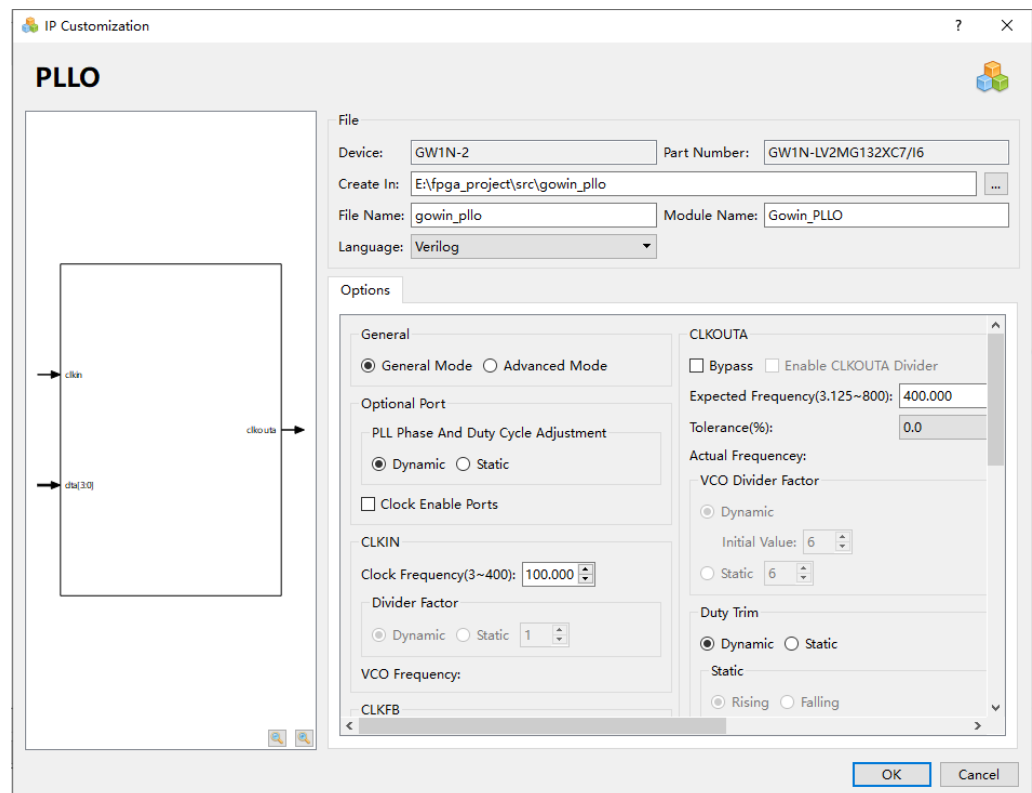 IP Customization
?
PLLO
clkin
dta[3:0]
clkouta
File
Device: GW1N-2 Part Number: GW1N-LV2MG132XC7/I6
Create In: E:\fpga_project\src\gowin_pllo ...
File Name: gowin_pllo Module Name: Gowin_PLLO
Language: Verilog
Options
General
General Mode Advanced Mode
Optional Port
PLL Phase And Duty Cycle Adjustment
Dynamic Static
Clock Enable Ports
CLKIN
Clock Frequency(3~400): 100.000
Divider Factor
Dynamic Static 1
VCO Frequency:
CLKFB
CLKOUTA
Bypass Enable CLKOUTA Divider
Expected Frequency(3.125~800): 400.000
Tolerance(%): 0.0
Actual Frequencey:
VCO Divider Factor
Dynamic
Initial Value: 6
Static 6
Duty Trim
Dynamic Static
Static
Rising Falling
OK Cancel